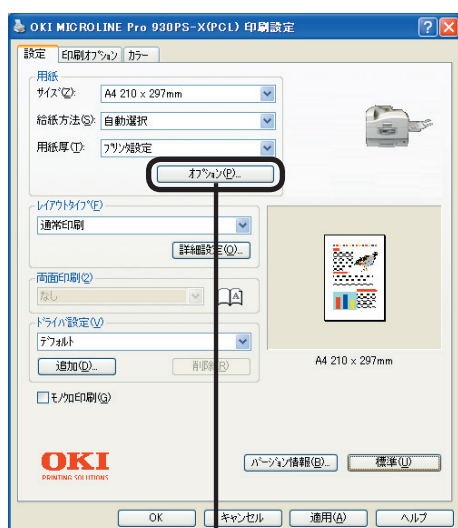 OKI MICROLINE Pro 930PS-X(PCL) 印刷設定
設定 印刷ｵﾌﾟｼｮﾝ ｶﾗｰ
用紙
ｻｲｽﾞ(Z): A4 210 x 297mm
給紙方法(S): 自動選択
用紙厚(T): ﾌﾟﾘﾝﾀ設定
ｵﾌﾟｼｮﾝ(P)...
ﾚｲｱｳﾄﾀｲﾌﾟ(E)
通常印刷
詳細設定(O)...
両面印刷(2)
なし
ﾄﾞﾗｲﾊﾞ設定(V)
ﾃﾞﾌｫﾙﾄ
追加(D)...
削除(R)
A4 210 x 297mm
ﾓﾉｸﾛ印刷(G)
OKI
PRINTING SOLUTIONS
ﾊﾞｰｼﾞｮﾝ情報(B)... 標準(U)
OK ｷｬﾝｾﾙ 適用(A) ﾍﾙﾌﾟ